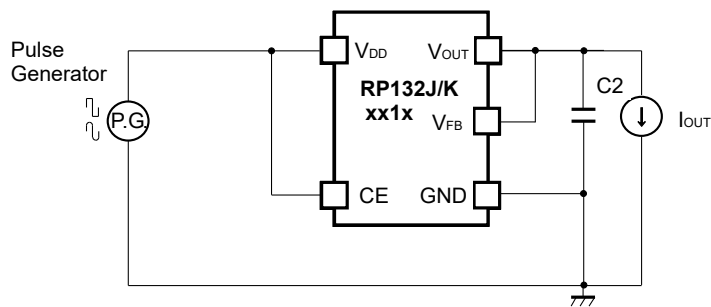 Pulse
Generator
P.G.
VDD
VOUT
RP132J/K
xx1x
VFB
CE
GND
C2
IOUT